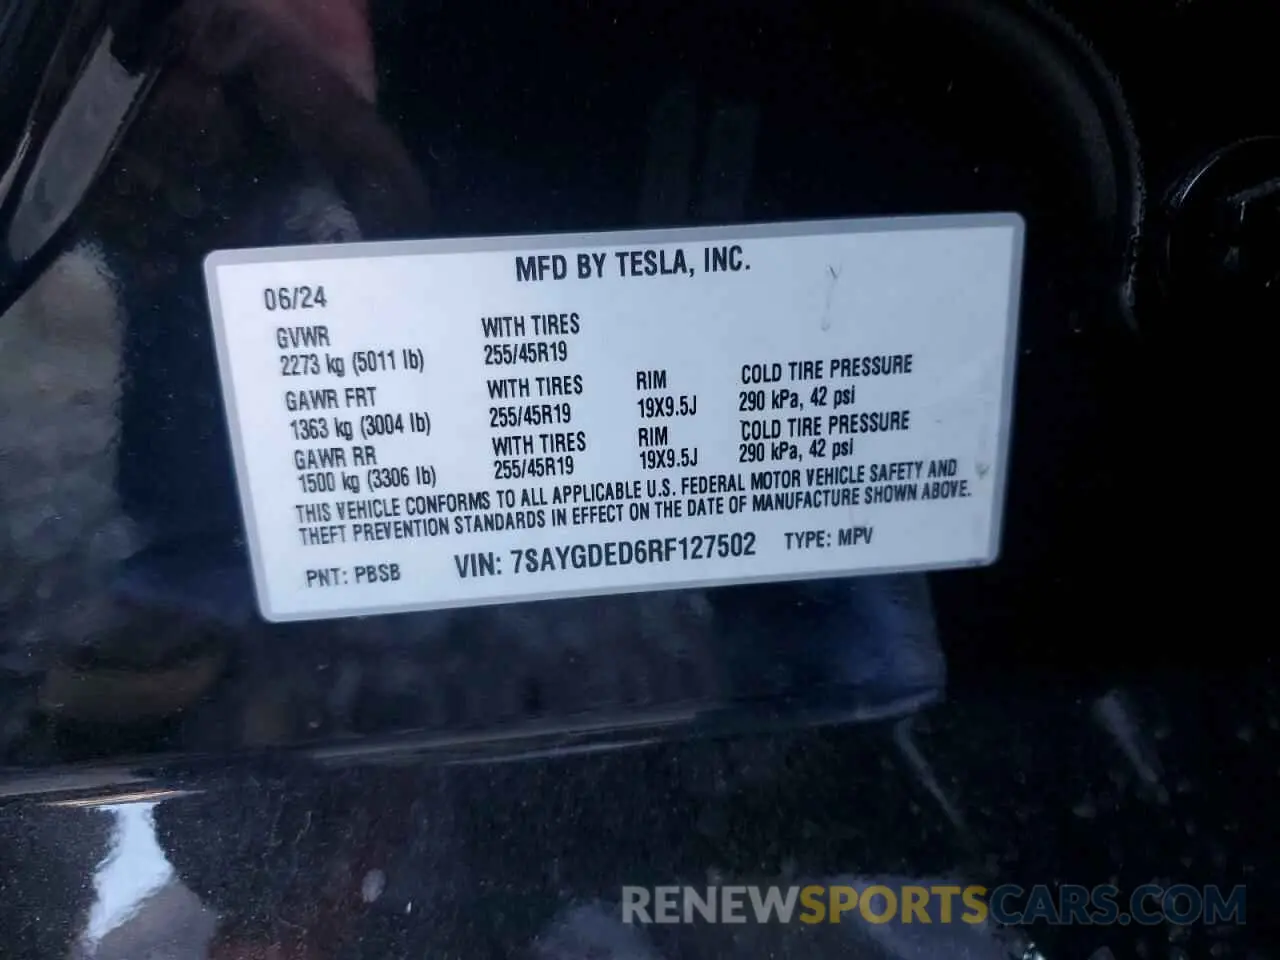 MFD BY TESLA, INC.
06/24
GVWR WITH TIRES
2273 kg (5011 lb) 255/45R19
GAWR FRT WITH TIRES RIM COLD TIRE PRESSURE
1363 kg (3004 lb) 255/45R19 19X9.5J 290 kPa, 42 psi
GAWR RR WITH TIRES RIM COLD TIRE PRESSURE
1500 kg (3306 lb) 255/45R19 19X9.5J 290 kPa, 42 psi
THIS VEHICLE CONFORMS TO ALL APPLICABLE U.S. FEDERAL MOTOR VEHICLE SAFETY AND
THEFT PREVENTION STANDARDS IN EFFECT ON THE DATE OF MANUFACTURE SHOWN ABOVE.
PNT: PBSB VIN: 7SAYGDED6RF127502 TYPE: MPV
RENEWSPORTSCARS.COM